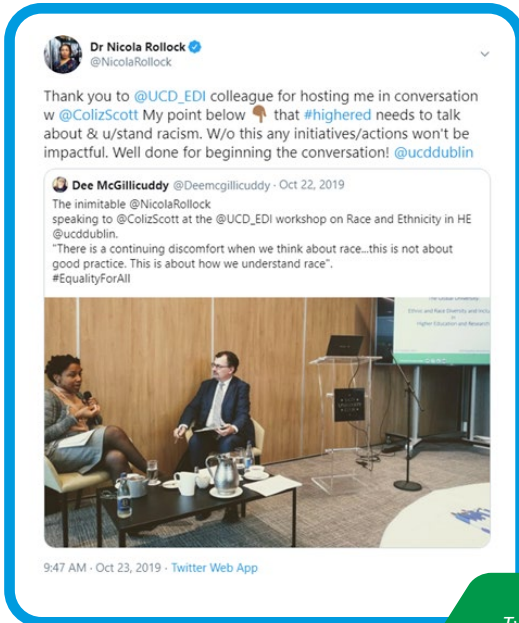 Dr Nicola Rollock
@NicolaRollock
Thank you to @UCD_EDI colleague for hosting me in conversation
w @ColizScott My point below 👇🏾 that #highered needs to talk
about & u/stand racism. W/o this any initiatives/actions won't be
impactful. Well done for beginning the conversation! @ucddublin
Dee McGillicuddy @Deemcgillicuddy · Oct 22, 2019
The inimitable @NicolaRollock
speaking to @ColizScott at the @UCD_EDI workshop on Race and Ethnicity in HE
@ucddublin.
"There is a continuing discomfort when we think about race...this is not about
good practice. This is about how we understand race".
#EqualityForAll
Ethnic and Race Diversity and Inclu
in
Higher Education and Research
9:47 AM · Oct 23, 2019 · Twitter Web App